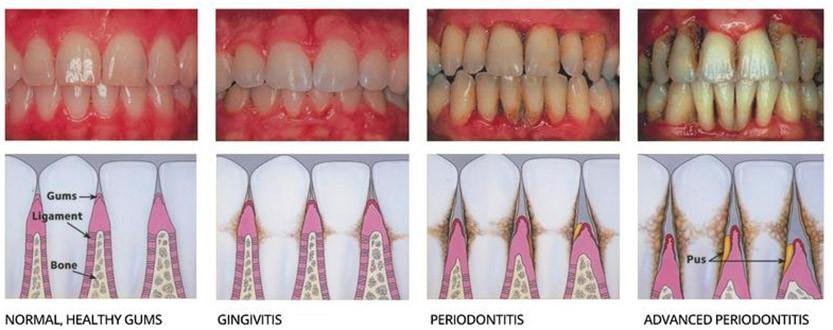 Gums
Ligament
Bone
Pus
NORMAL, HEALTHY GUMS
GINGIVITIS
PERIODONTITIS
ADVANCED PERIODONTITIS